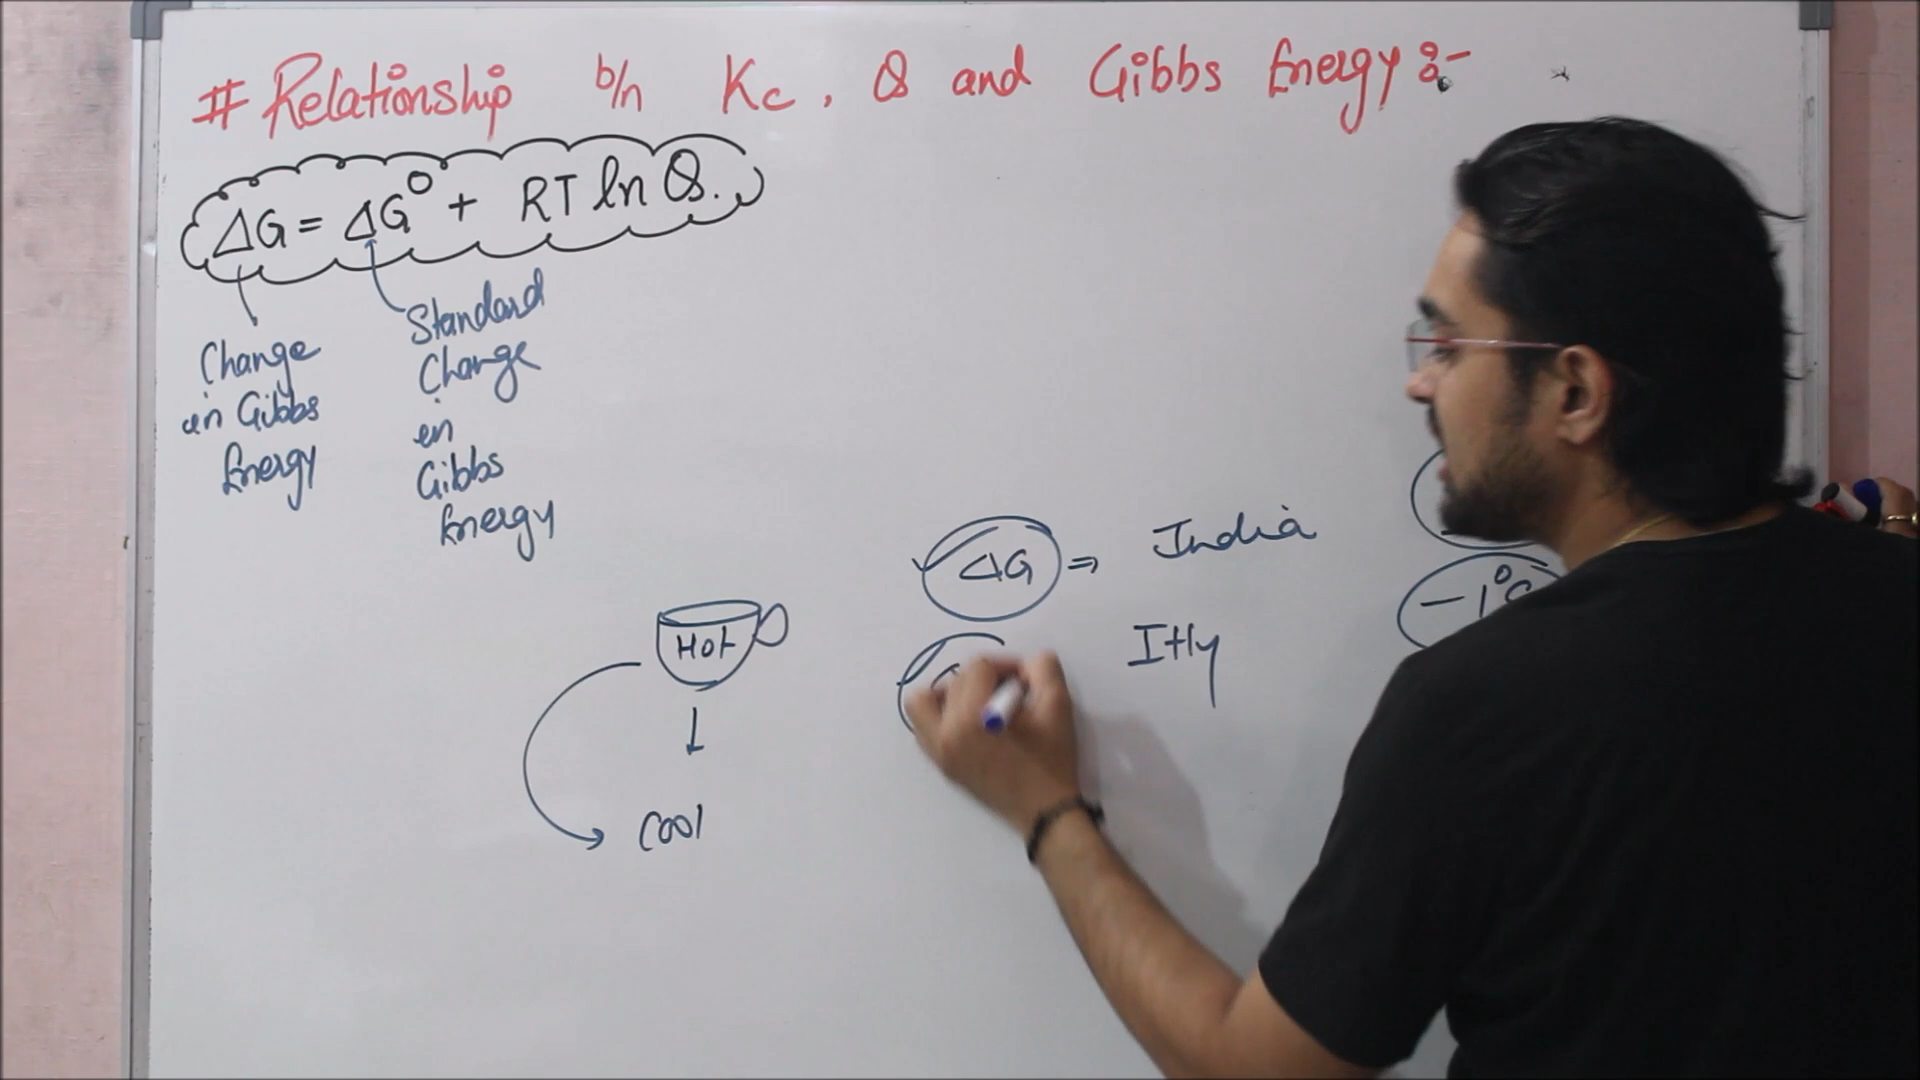 # Relationship b/n Kc, Q and Gibbs Energy :-
ΔG = ΔG° + RT ln Q.
Change
in Gibbs
Energy
Standard
Change
in
Gibbs
Energy
ΔG ⇒ India
-1°C
Itly
Hot
Cool